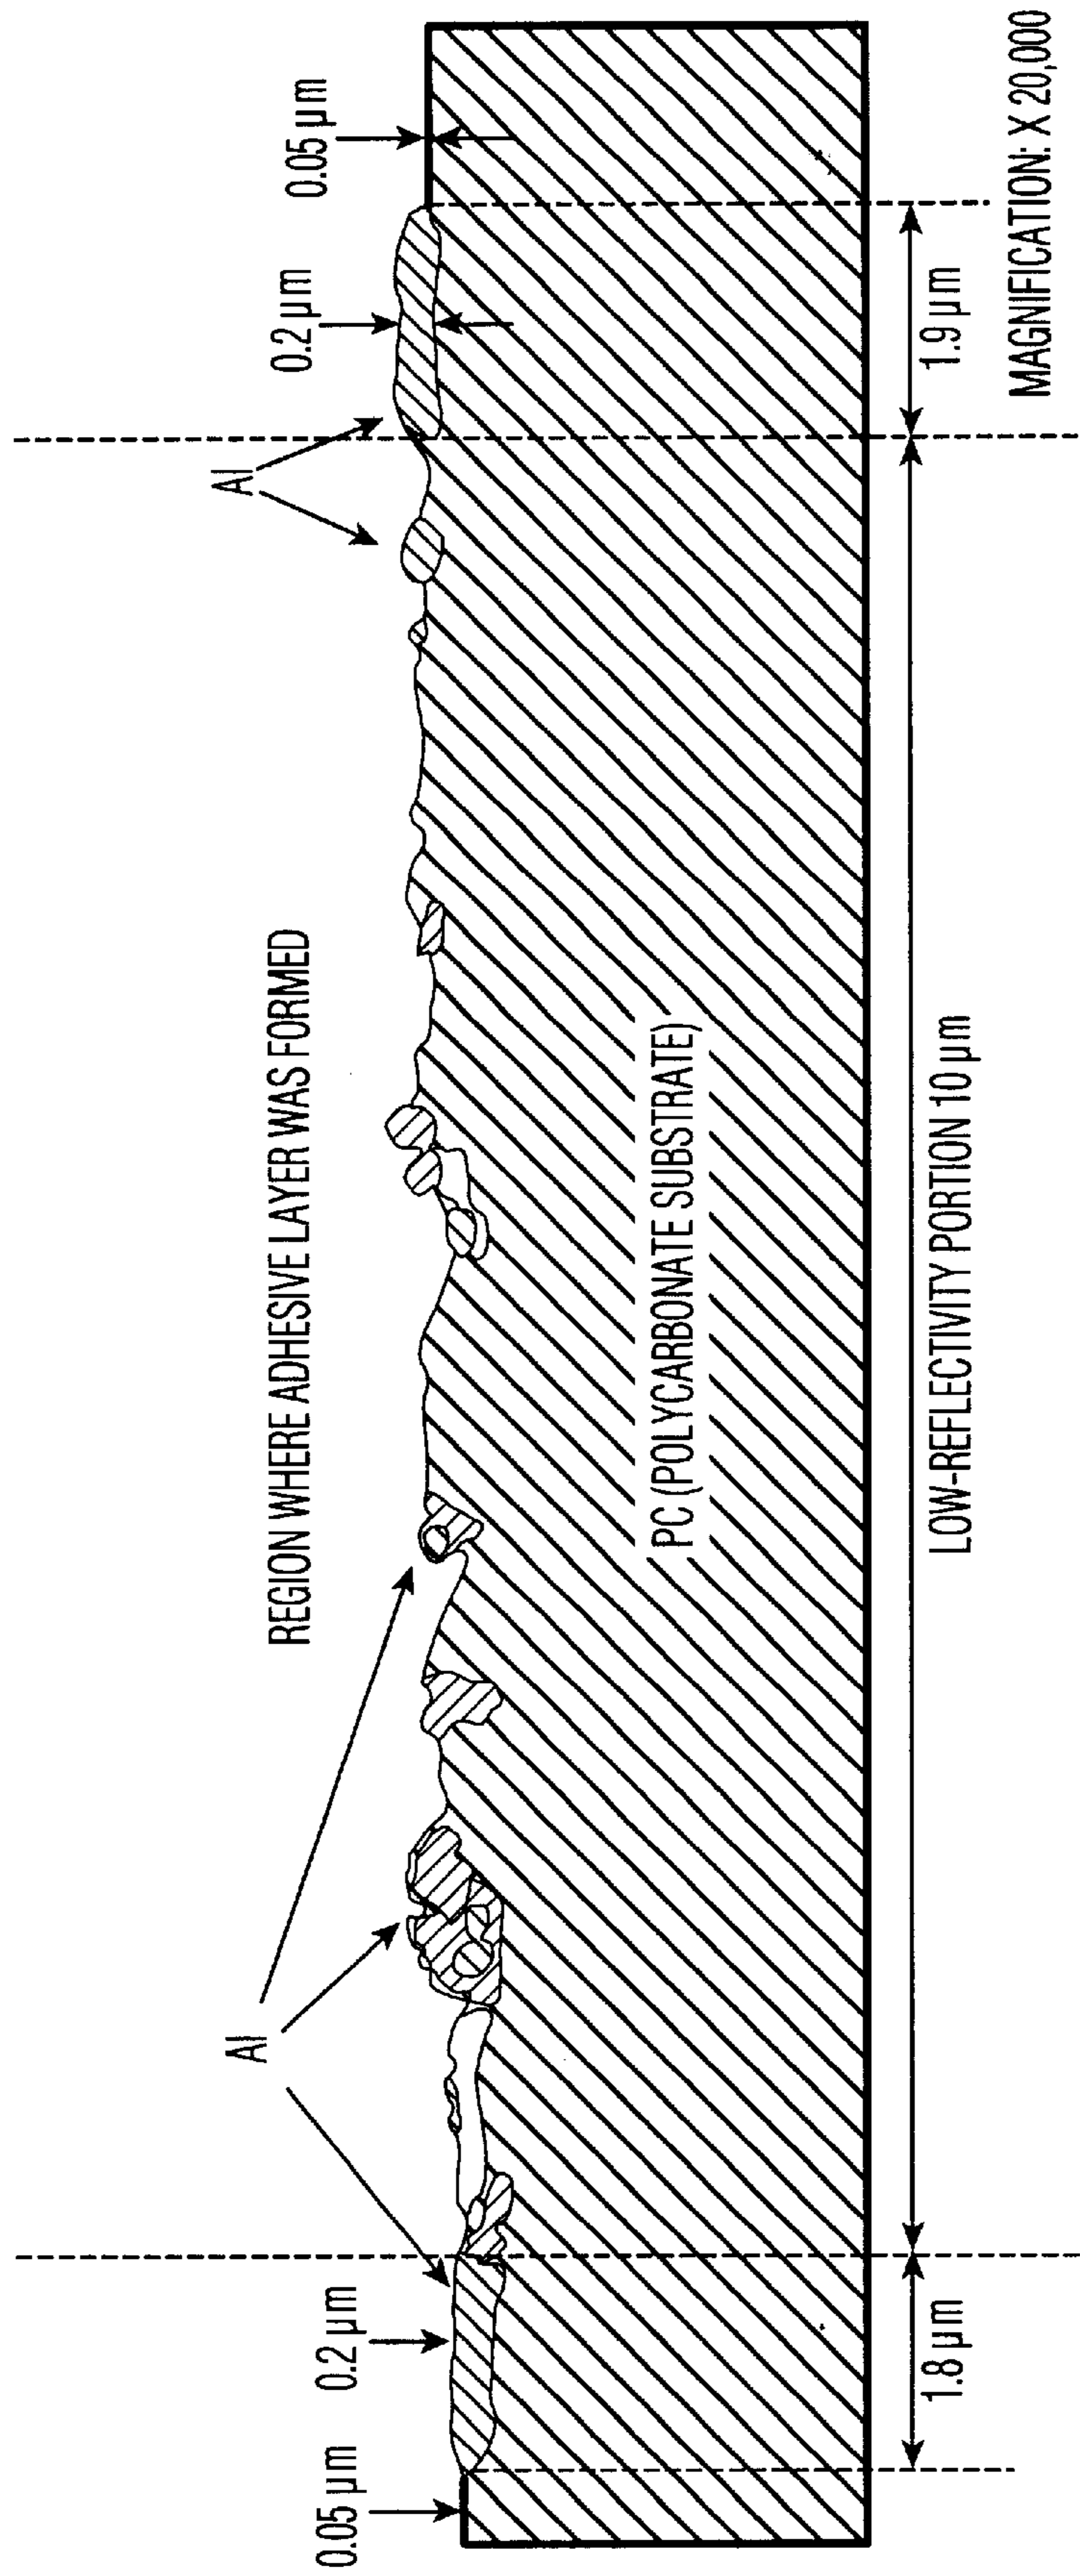 Al
Al
0.05 µm
0.2 µm
REGION WHERE ADHESIVE LAYER WAS FORMED
0.2 µm
0.05 µm
PC (POLYCARBONATE SUBSTRATE)
1.8 µm
LOW-REFLECTIVITY PORTION 10 µm
1.9 µm
MAGNIFICATION: X 20,000